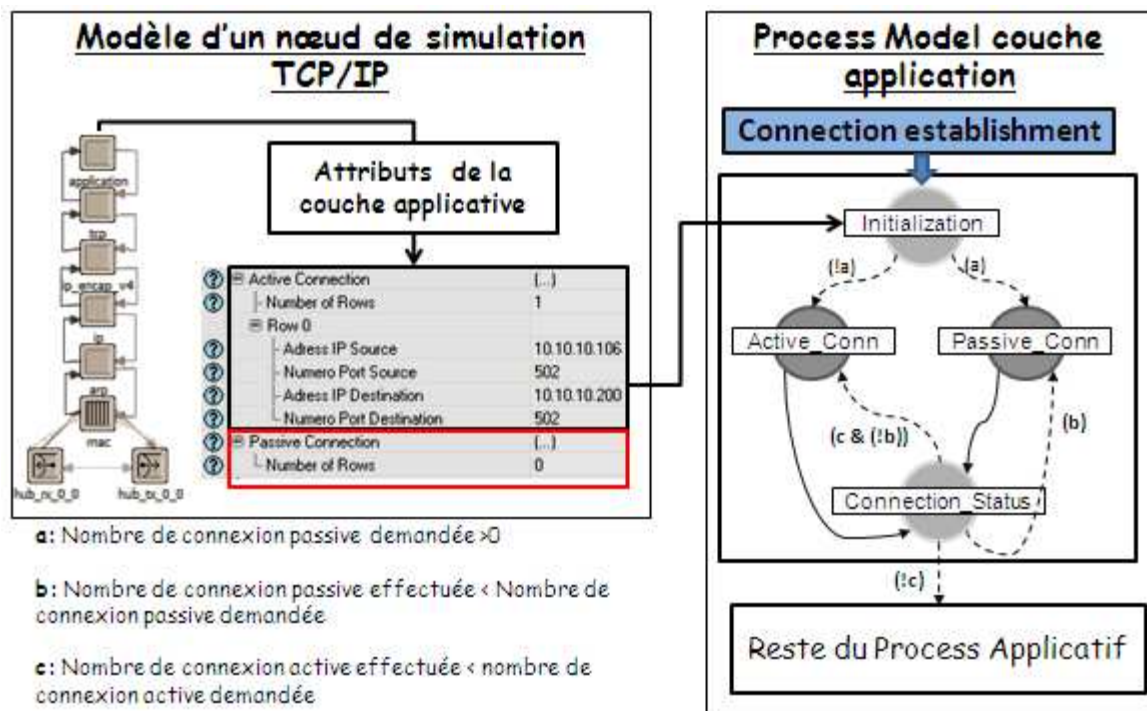 Modèle d'un nœud de simulation
TCP/IP
application
tcp
ip_encap_v4
ip
arp
mac
hub_rx_0_0
hub_tx_0_0
Attributs de la
couche applicative
Active Connection (...)
Number of Rows 1
Row 0
Adress IP Source 10.10.10.106
Numero Port Source 502
Adress IP Destination 10.10.10.200
Numero Port Destination 502
Passive Connection (...)
Number of Rows 0
a: Nombre de connexion passive demandée >0
b: Nombre de connexion passive effectuée < Nombre de
connexion passive demandée
c: Nombre de connexion active effectuée < nombre de
connexion active demandée
Process Model couche
application
Connection establishment
Initialization
(!a)
(a)
Active_Conn
Passive_Conn
(c & (!b))
(b)
Connection_Status
(!c)
Reste du Process Applicatif